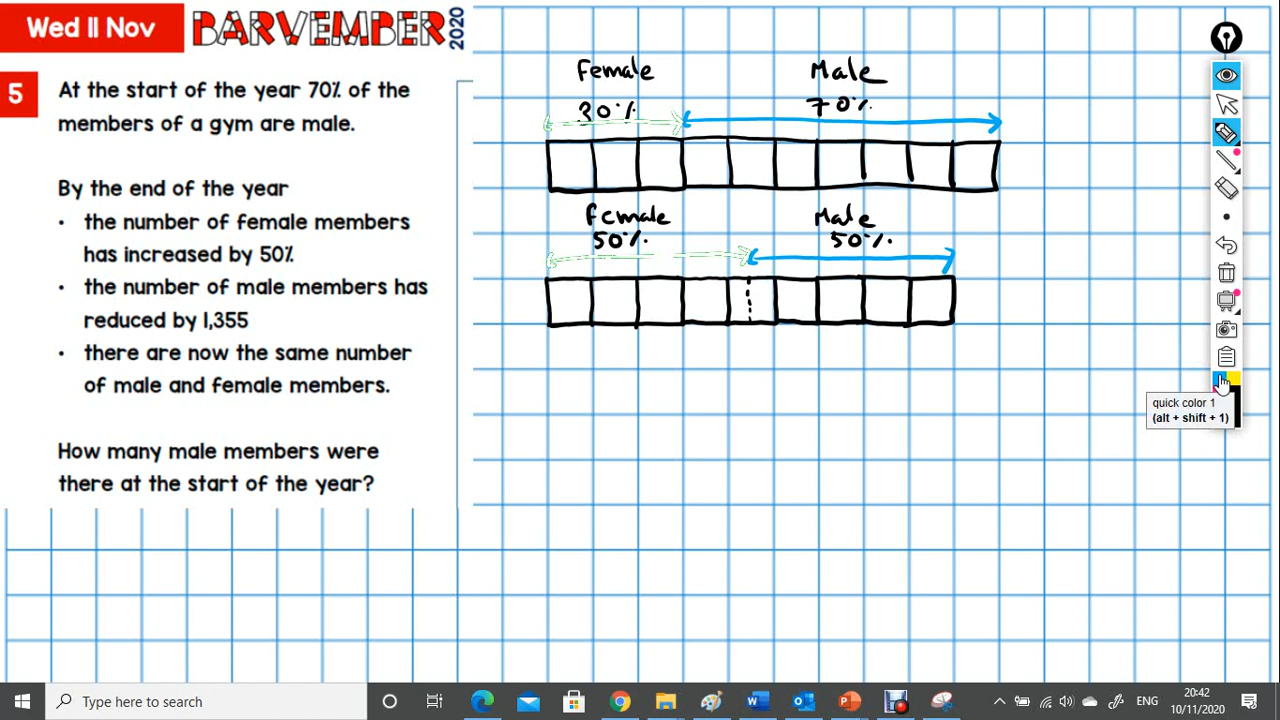 Wed 11 Nov
BARVEMBER 2020
5
At the start of the year 70% of the
members of a gym are male.
By the end of the year
• the number of female members
has increased by 50%
• the number of male members has
reduced by 1,355
• there are now the same number
of male and female members.
How many male members were
there at the start of the year?
Female Male
30% 70%
Female Male
50% 50%
quick color 1
(alt + shift + 1)
Type here to search
ENG
20:42
10/11/2020